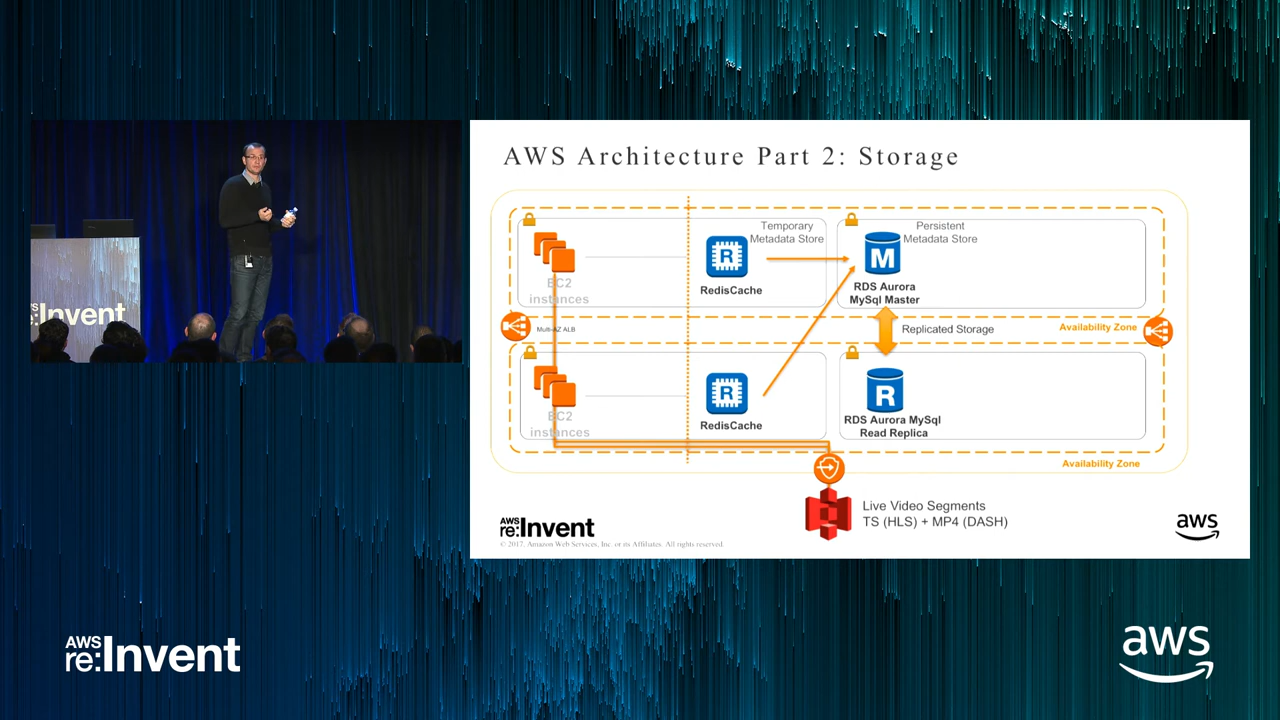 AWS Architecture Part 2: Storage
Temporary
Metadata Store
Persistent
Metadata Store
EC2
instances
RedisCache
RDS Aurora
MySql Master
Multi-AZ ALB
Replicated Storage
Availability Zone
EC2
instances
RedisCache
RDS Aurora MySql
Read Replica
Availability Zone
Live Video Segments
TS (HLS) + MP4 (DASH)
AWS
re:Invent
© 2017, Amazon Web Services, Inc. or its Affiliates. All rights reserved.
aws
R
M
R
R
re:Invent
AWS
re:Invent
aws